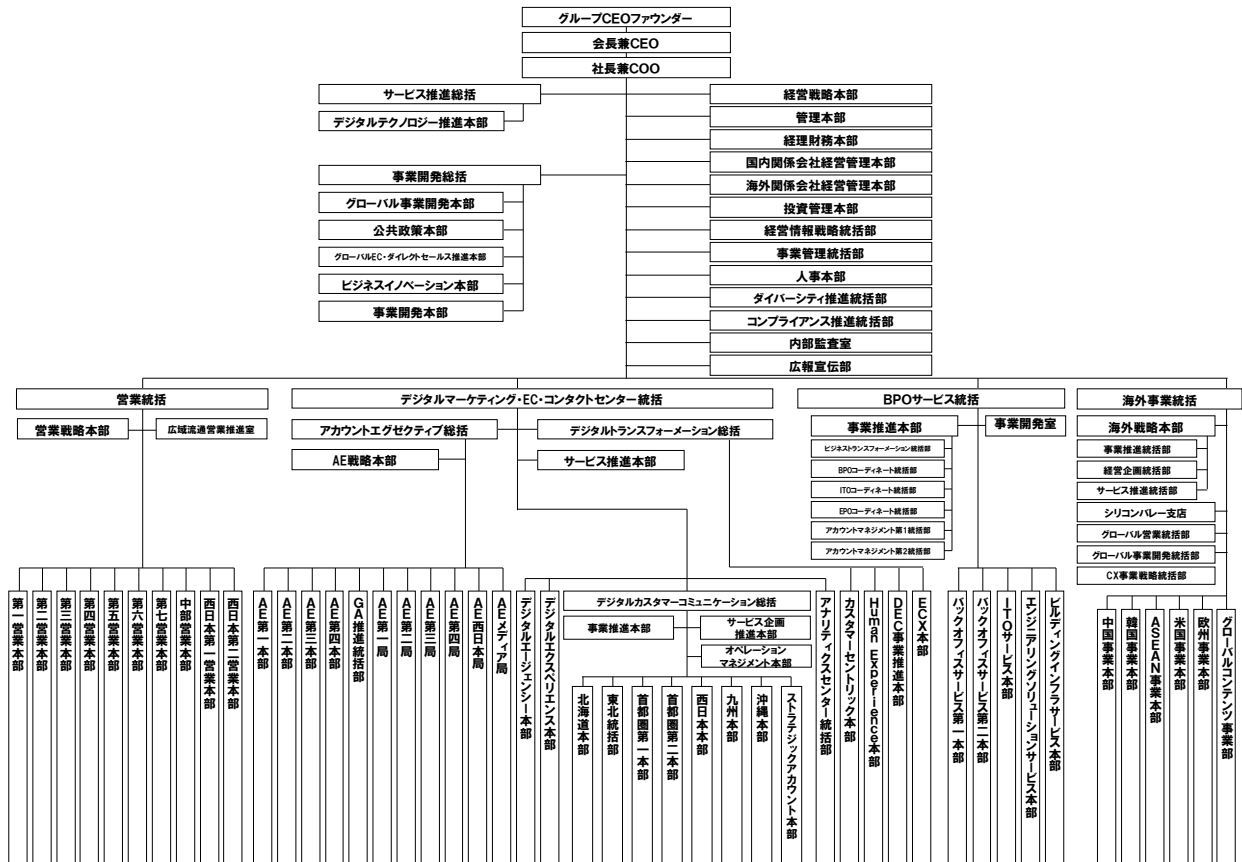 グループCEOファウンダー
会長兼CEO
社長兼COO
サービス推進総括
デジタルテクノロジー推進本部
事業開発総括
グローバル事業開発本部
公共政策本部
グローバルEC・ダイレクトセールス推進本部
ビジネスイノベーション本部
事業開発本部
経営戦略本部
管理本部
経理財務本部
国内関係会社経営管理本部
海外関係会社経営管理本部
投資管理本部
経営情報戦略統括部
事業管理統括部
人事本部
ダイバーシティ推進統括部
コンプライアンス推進統括部
内部監査室
広報宣伝部
営業統括
営業戦略本部
広域流通営業推進室
第一営業本部
第二営業本部
第三営業本部
第四営業本部
第五営業本部
第六営業本部
第七営業本部
中部営業本部
西日本第一営業本部
西日本第二営業本部
デジタルマーケティング・EC・コンタクトセンター統括
アカウントエグゼクティブ総括
AE戦略本部
AE第一本部
AE第二本部
AE第三本部
AE第四本部
GA推進統括部
AE第一局
AE第二局
AE第三局
AE第四局
AE西日本局
AEメディア局
デジタルトランスフォーメーション総括
サービス推進本部
デジタルエージェンシー本部
デジタルエクスペリエンス本部
デジタルカスタマーコミュニケーション総括
事業推進本部
サービス企画
推進本部
オペレーション
マネジメント本部
北海道本部
東北統括部
首都圏第一本部
首都圏第二本部
西日本本部
九州本部
沖縄本部
ストラテジックアカウント本部
アナリティクスセンター統括部
カスタマーセントリック本部
Human Experience本部
DEC事業推進本部
ECX本部
BPOサービス統括
事業推進本部
事業開発室
ビジネストランスフォーメーション統括部
BPOコーディネート統括部
ITOコーディネート統括部
EPOコーディネート統括部
アカウントマネジメント第1統括部
アカウントマネジメント第2統括部
バックオフィスサービス第一本部
バックオフィスサービス第二本部
ITOサービス本部
エンジニアリングソリューションサービス本部
ビルディングインフラサービス本部
海外事業統括
海外戦略本部
事業推進統括部
経営企画統括部
サービス推進統括部
シリコンバレー支店
グローバル営業統括部
グローバル事業開発統括部
CX事業戦略統括部
中国事業本部
韓国事業本部
ASEAN事業本部
米国事業本部
欧州事業本部
グローバルコンテンツ事業部